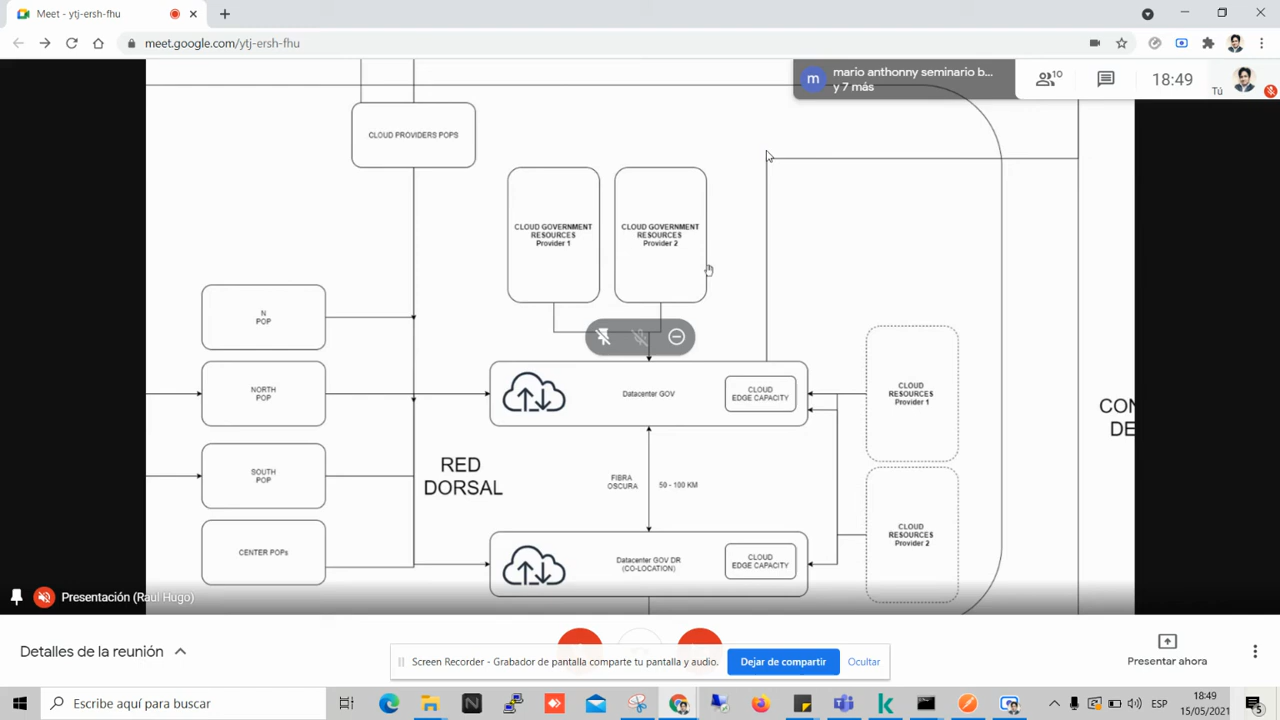 Meet - ytj-ersh-fhu
meet.google.com/ytj-ersh-fhu
mario anthonny seminario b...
y 7 más
10
18:49
Tú
CLOUD PROVIDERS POPS
CLOUD GOVERNMENT
RESOURCES
Provider 1
CLOUD GOVERNMENT
RESOURCES
Provider 2
N
POP
NORTH
POP
SOUTH
POP
CENTER POPs
RED
DORSAL
Datacenter GOV
CLOUD
EDGE CAPACITY
FIBRA
OSCURA
50 - 100 KM
Datacenter GOV DR
(CO-LOCATION)
CLOUD
EDGE CAPACITY
CLOUD
RESOURCES
Provider 1
CLOUD
RESOURCES
Provider 2
CON
DE
Presentación (Raul Hugo)
Detalles de la reunión
Screen Recorder - Grabador de pantalla comparte tu pantalla y audio.
Dejar de compartir
Ocultar
Presentar ahora
Escribe aquí para buscar
ESP
18:49
15/05/2021
5